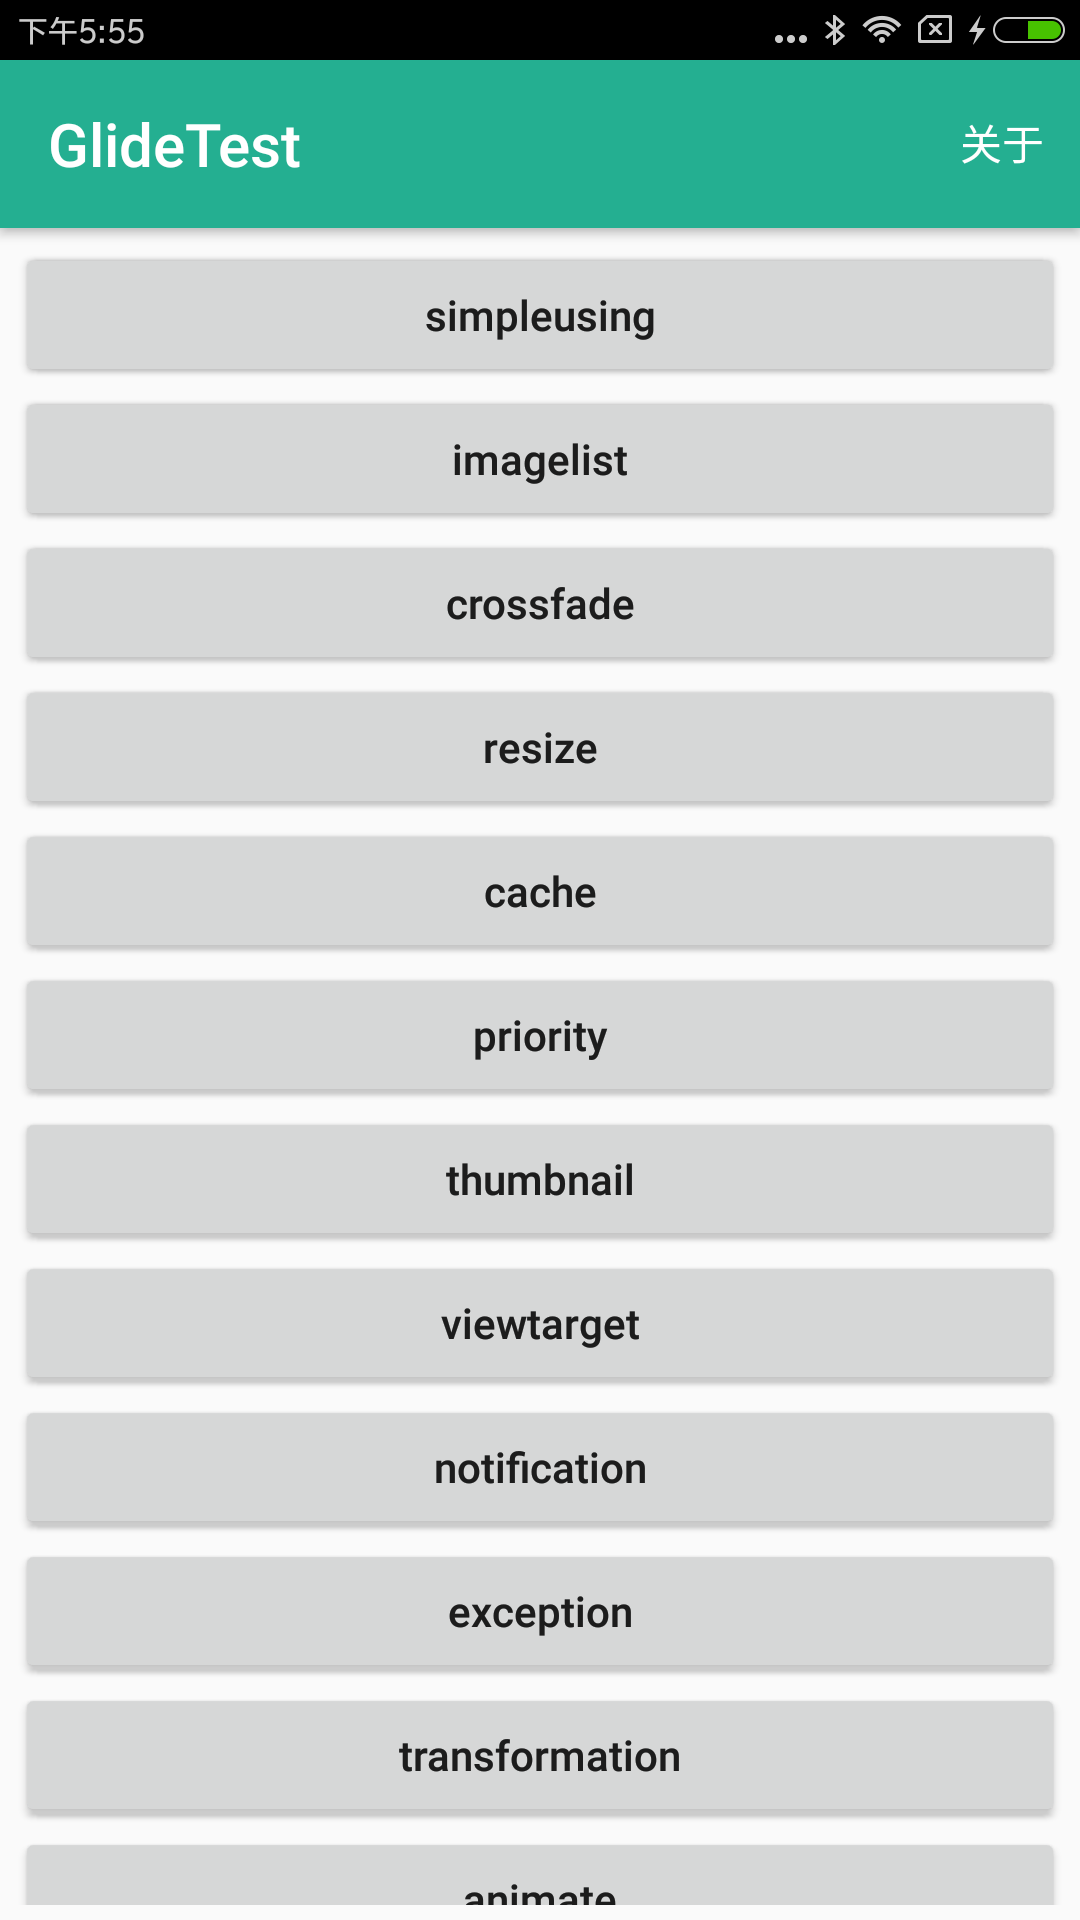 下午5:55
GlideTest
关于
simpleusing
imagelist
crossfade
resize
cache
priority
thumbnail
viewtarget
notification
exception
transformation
animate